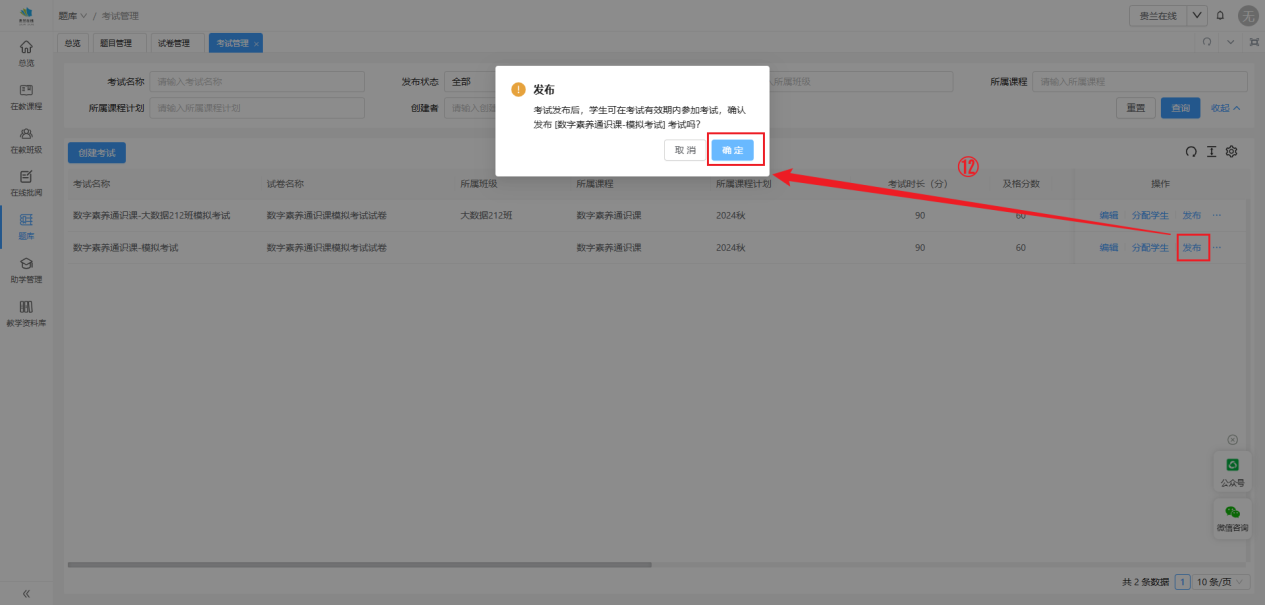 题库 / 考试管理
贵兰在线
无
总览 题目管理 试卷管理 考试管理 ×
总览
在教课程
在教班级
在线批阅
题库
助学管理
教学资料库
考试名称 请输入考试名称 发布状态 全部 入所属班级 所属课程 请输入所属课程
所属课程计划 请输入所属课程计划 创建者 请输入创建 重置 查询 收起
发布
考试发布后，学生可在考试有效期内参加考试，确认
发布 [数字素养通识课-模拟考试] 考试吗?
取 消 确 定
⑫
创建考试
考试名称 试卷名称 所属班级 所属课程 所属课程计划 考试时长（分） 及格分数 操作
数字素养通识课-大数据212班模拟考试 数字素养通识课模拟考试试卷 大数据212班 数字素养通识课 2024秋 90 60 编辑 分配学生 发布 ...
数字素养通识课-模拟考试 数字素养通识课模拟考试试卷 数字素养通识课 2024秋 90 60 编辑 分配学生 发布 ...
公众号
微信咨询
共 2 条数据 1 10 条/页